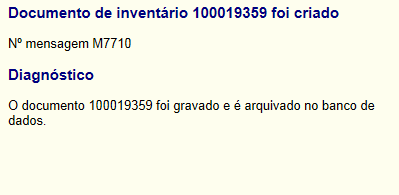 Documento de inventário 100019359 foi criado
Nº mensagem M7710
Diagnóstico
O documento 100019359 foi gravado e é arquivado no banco de
dados.